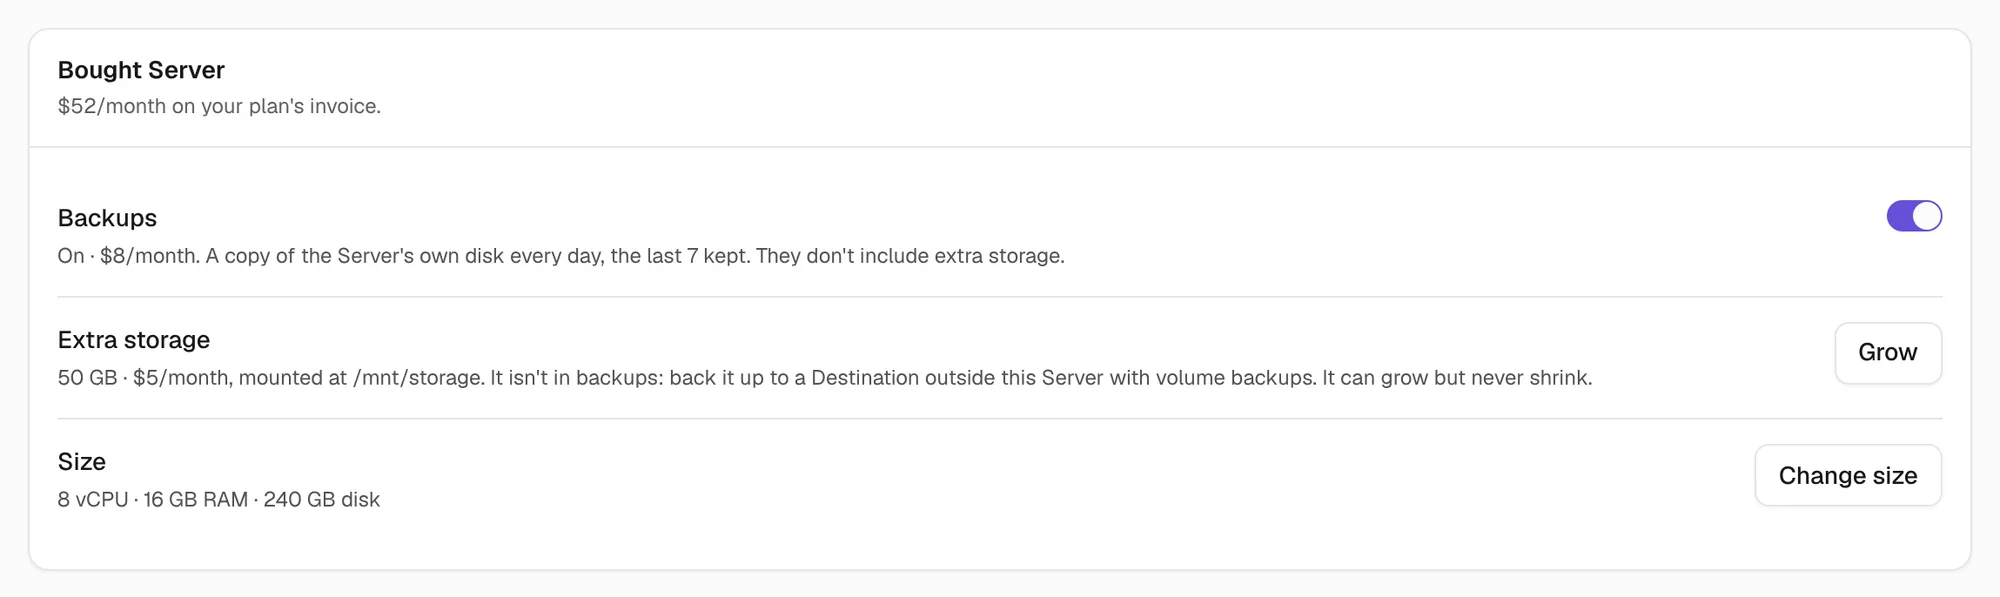 Bought Server
$52/month on your plan's invoice.
Backups
On · $8/month. A copy of the Server's own disk every day, the last 7 kept. They don't include extra storage.
Extra storage
50 GB · $5/month, mounted at /mnt/storage. It isn't in backups: back it up to a Destination outside this Server with volume backups. It can grow but never shrink.
Grow
Size
8 vCPU · 16 GB RAM · 240 GB disk
Change size